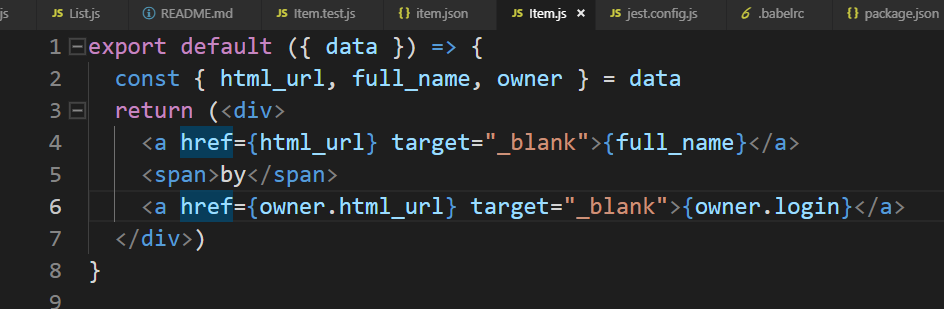 js JS List.js README.md JS Item.test.js {} item.json JS Item.js × JS jest.config.js 6 .babelrc {} package.json
1 export default ({ data }) => {
2 const { html_url, full_name, owner } = data
3 return (<div>
4 <a href={html_url} target="_blank">{full_name}</a>
5 <span>by</span>
6 <a href={owner.html_url} target="_blank">{owner.login}</a>
7 </div>)
8 }
9